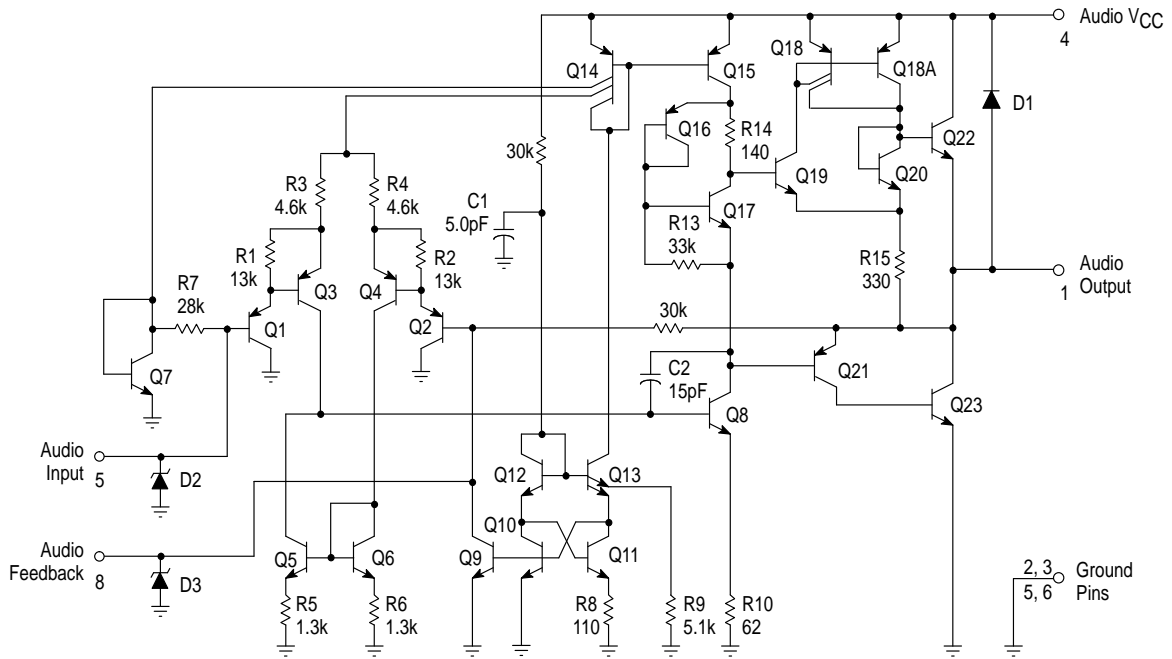 Audio VCC
4
Q14
Q15
Q18
Q18A
D1
Q16
R14
140
Q22
30k
Q19
Q20
R3
4.6k
R4
4.6k
C1
5.0pF
Q17
R13
33k
R1
13k
R2
13k
R15
330
Audio
Output
1
R7
28k
Q3
Q4
Q1
Q2
30k
Q7
C2
15pF
Q21
Q8
Q23
Audio
Input
5
D2
Q12
Q13
Q10
Audio
Feedback
8
D3
Q5
Q6
Q9
Q11
2, 3
5, 6
Ground
Pins
R5
1.3k
R6
1.3k
R8
110
R9
5.1k
R10
62